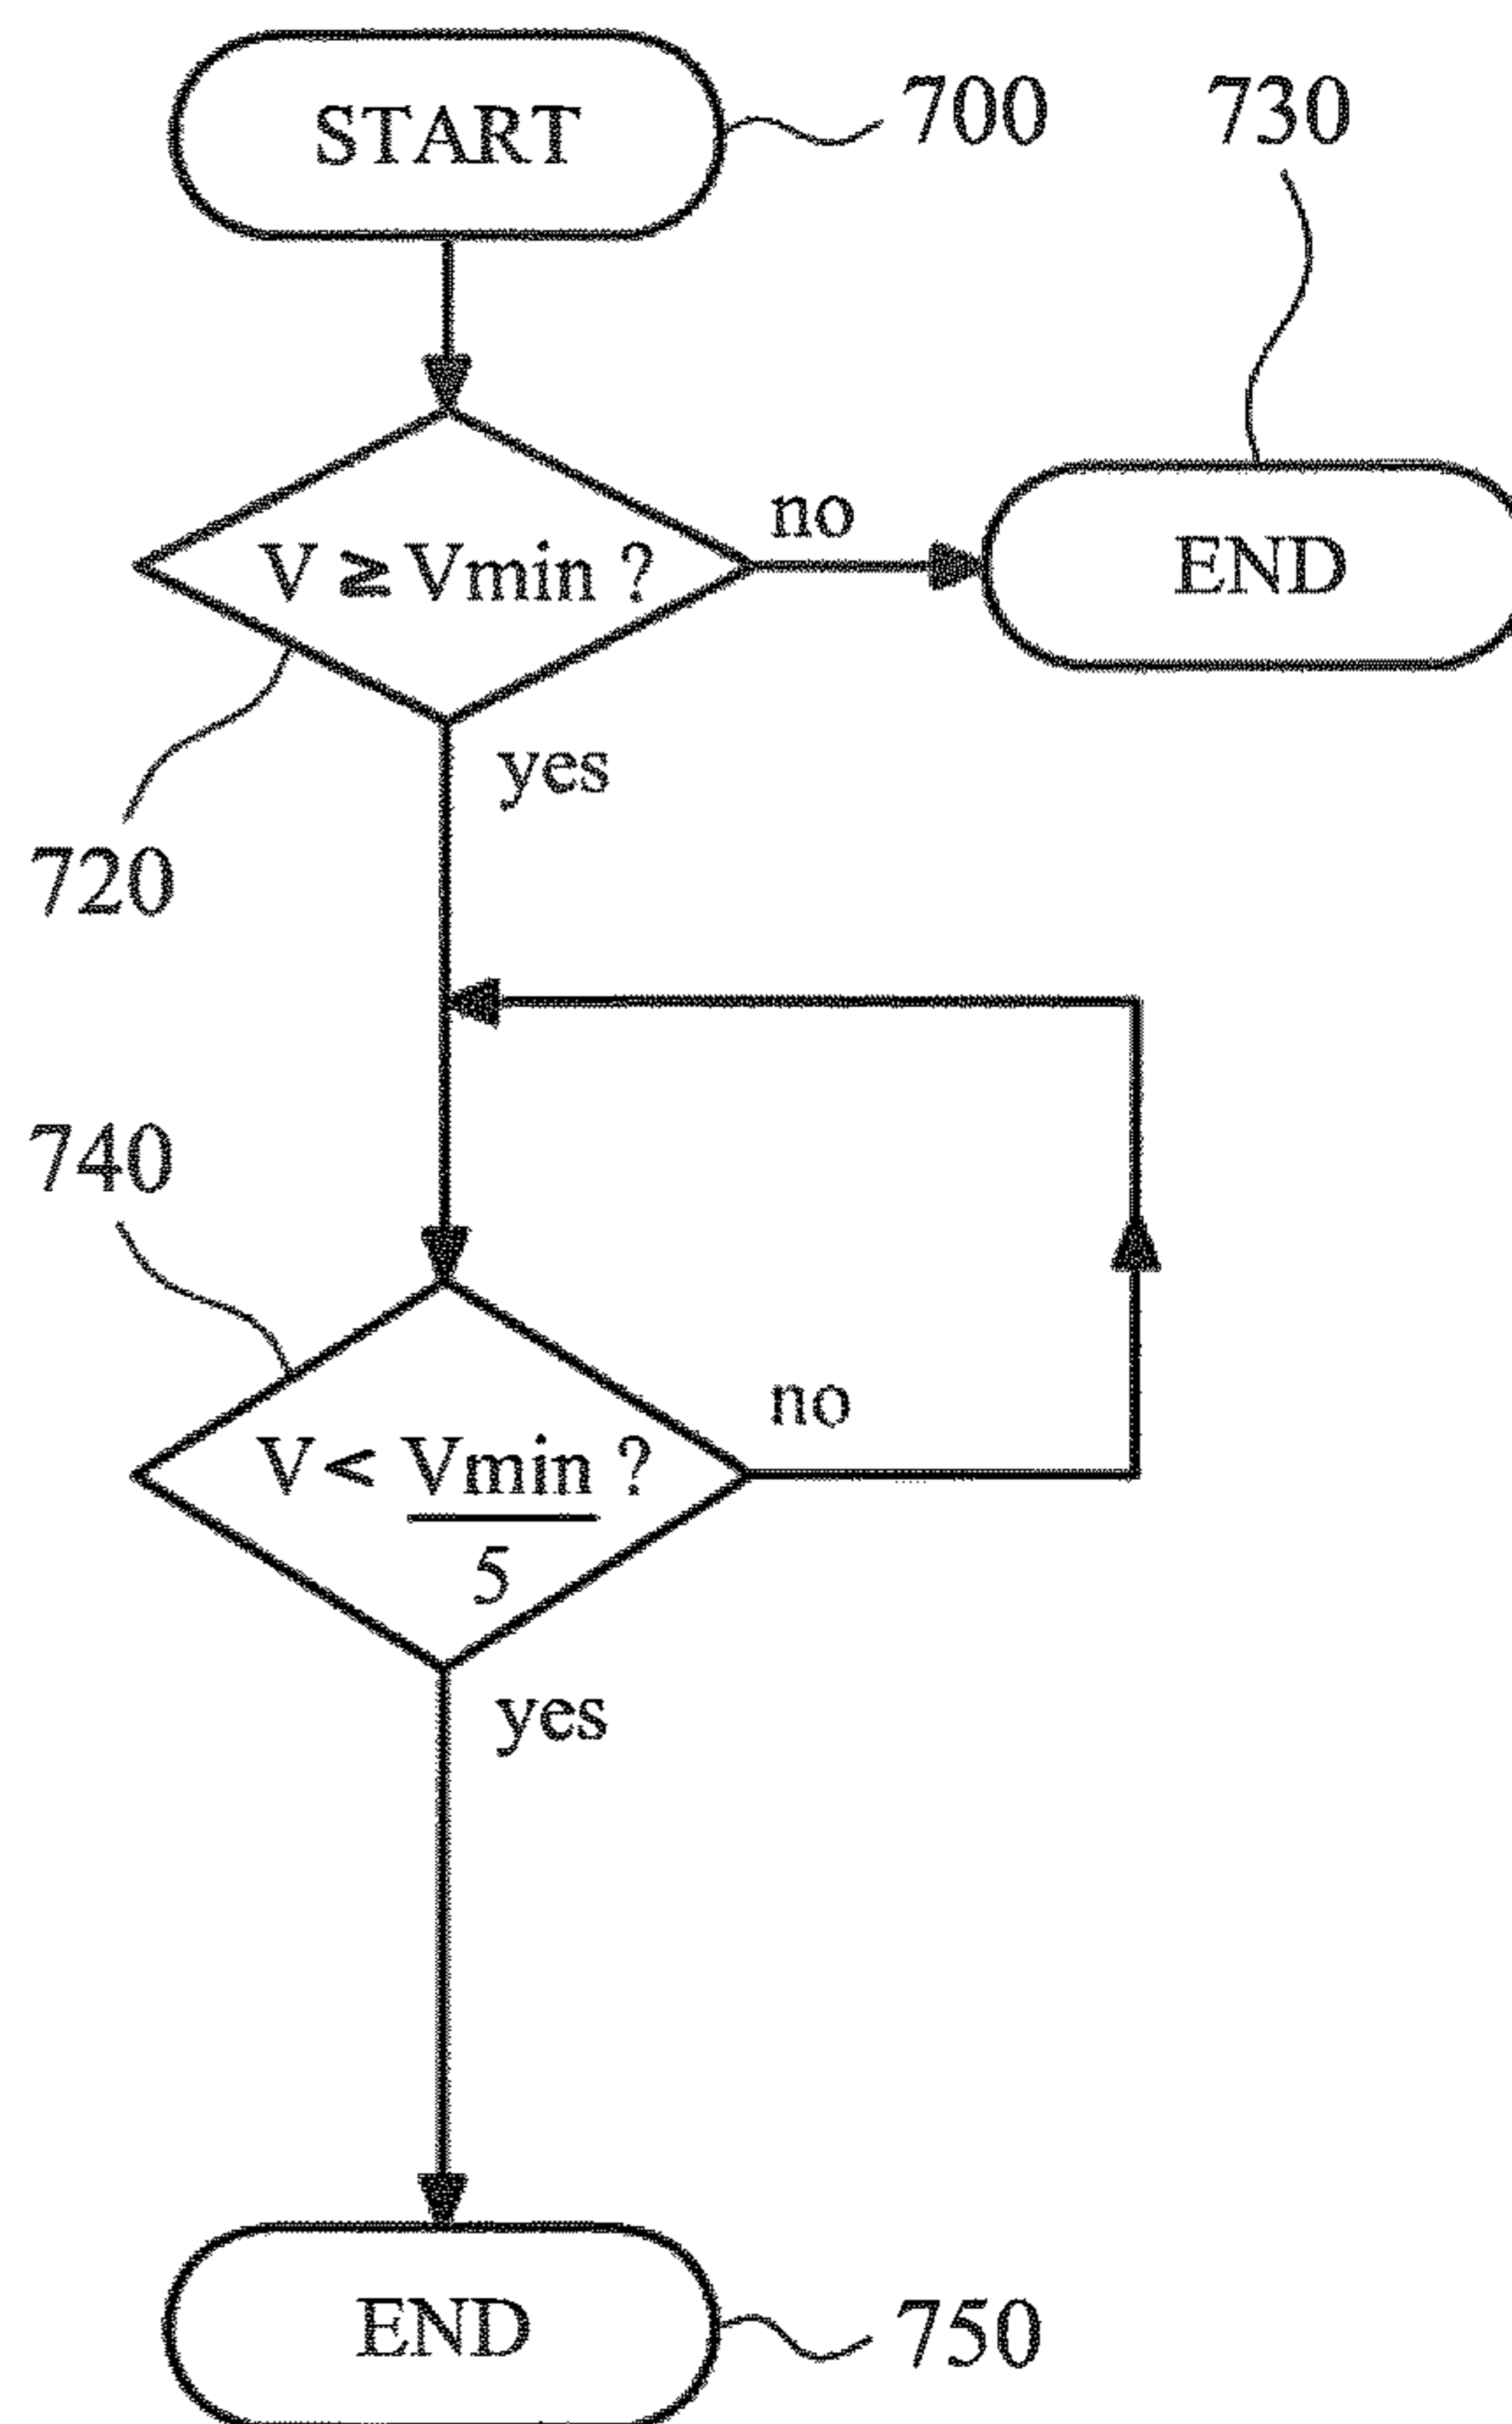 START
700
730
V ≥ Vmin ?
no
END
yes
720
740
V < Vmin ?
5
no
yes
END
750